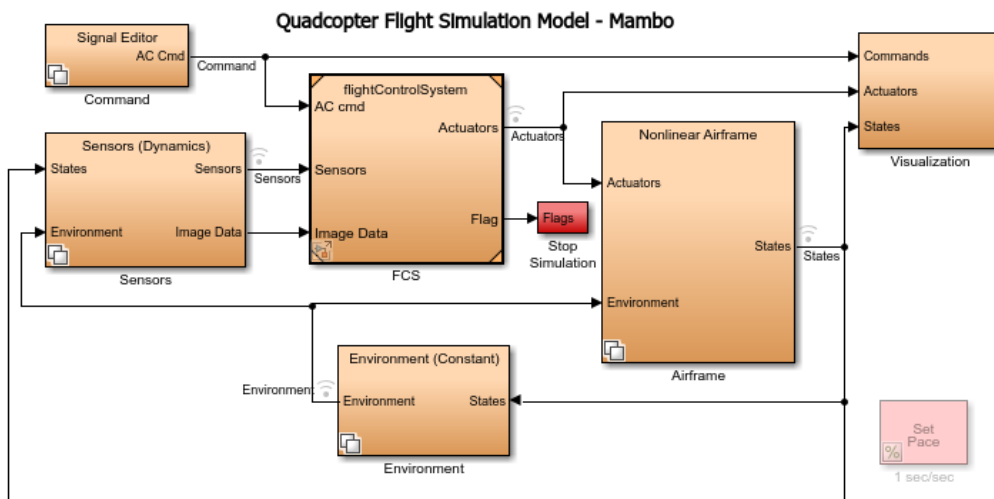 Quadcopter Flight Simulation Model - Mambo
Signal Editor
AC Cmd
Command
Command
flightControlSystem
AC cmd
Actuators
Sensors
Flag
Image Data
FCS
Actuators
Commands
Actuators
States
Visualization
Sensors (Dynamics)
States
Sensors
Environment
Image Data
Sensors
Sensors
Flags
Stop
Simulation
Nonlinear Airframe
Actuators
States
Environment
Airframe
States
Environment (Constant)
Environment
States
Environment
Environment
Set
Pace
%
1 sec/sec